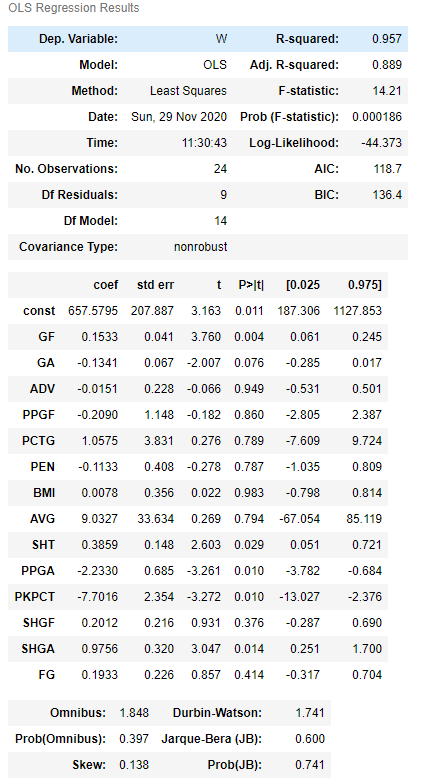 OLS Regression Results
Dep. Variable: W R-squared: 0.957
Model: OLS Adj. R-squared: 0.889
Method: Least Squares F-statistic: 14.21
Date: Sun, 29 Nov 2020 Prob (F-statistic): 0.000186
Time: 11:30:43 Log-Likelihood: -44.373
No. Observations: 24 AIC: 118.7
Df Residuals: 9 BIC: 136.4
Df Model: 14
Covariance Type: nonrobust
coef std err t P>|t| [0.025 0.975]
const 657.5795 207.887 3.163 0.011 187.306 1127.853
GF 0.1533 0.041 3.760 0.004 0.061 0.245
GA -0.1341 0.067 -2.007 0.076 -0.285 0.017
ADV -0.0151 0.228 -0.066 0.949 -0.531 0.501
PPGF -0.2090 1.148 -0.182 0.860 -2.805 2.387
PCTG 1.0575 3.831 0.276 0.789 -7.609 9.724
PEN -0.1133 0.408 -0.278 0.787 -1.035 0.809
BMI 0.0078 0.356 0.022 0.983 -0.798 0.814
AVG 9.0327 33.634 0.269 0.794 -67.054 85.119
SHT 0.3859 0.148 2.603 0.029 0.051 0.721
PPGA -2.2330 0.685 -3.261 0.010 -3.782 -0.684
PKPCT -7.7016 2.354 -3.272 0.010 -13.027 -2.376
SHGF 0.2012 0.216 0.931 0.376 -0.287 0.690
SHGA 0.9756 0.320 3.047 0.014 0.251 1.700
FG 0.1933 0.226 0.857 0.414 -0.317 0.704
Omnibus: 1.848 Durbin-Watson: 1.741
Prob(Omnibus): 0.397 Jarque-Bera (JB): 0.600
Skew: 0.138 Prob(JB): 0.741